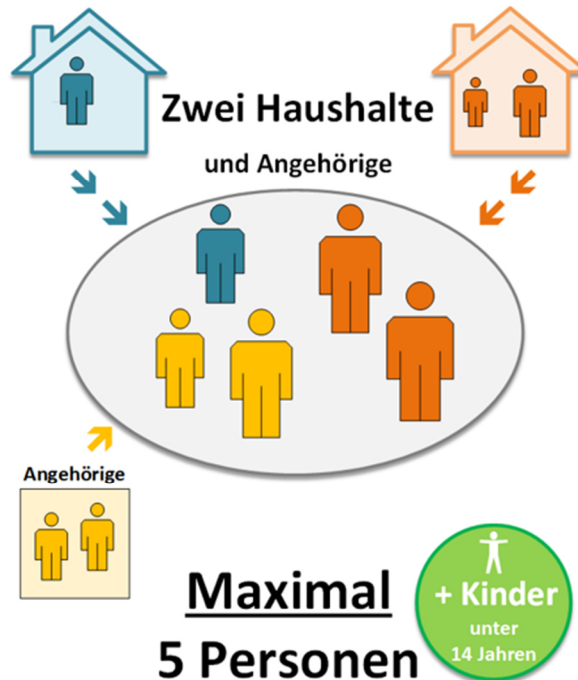 Zwei Haushalte
und Angehörige
Angehörige
Maximal
5 Personen
+ Kinder
unter
14 Jahren